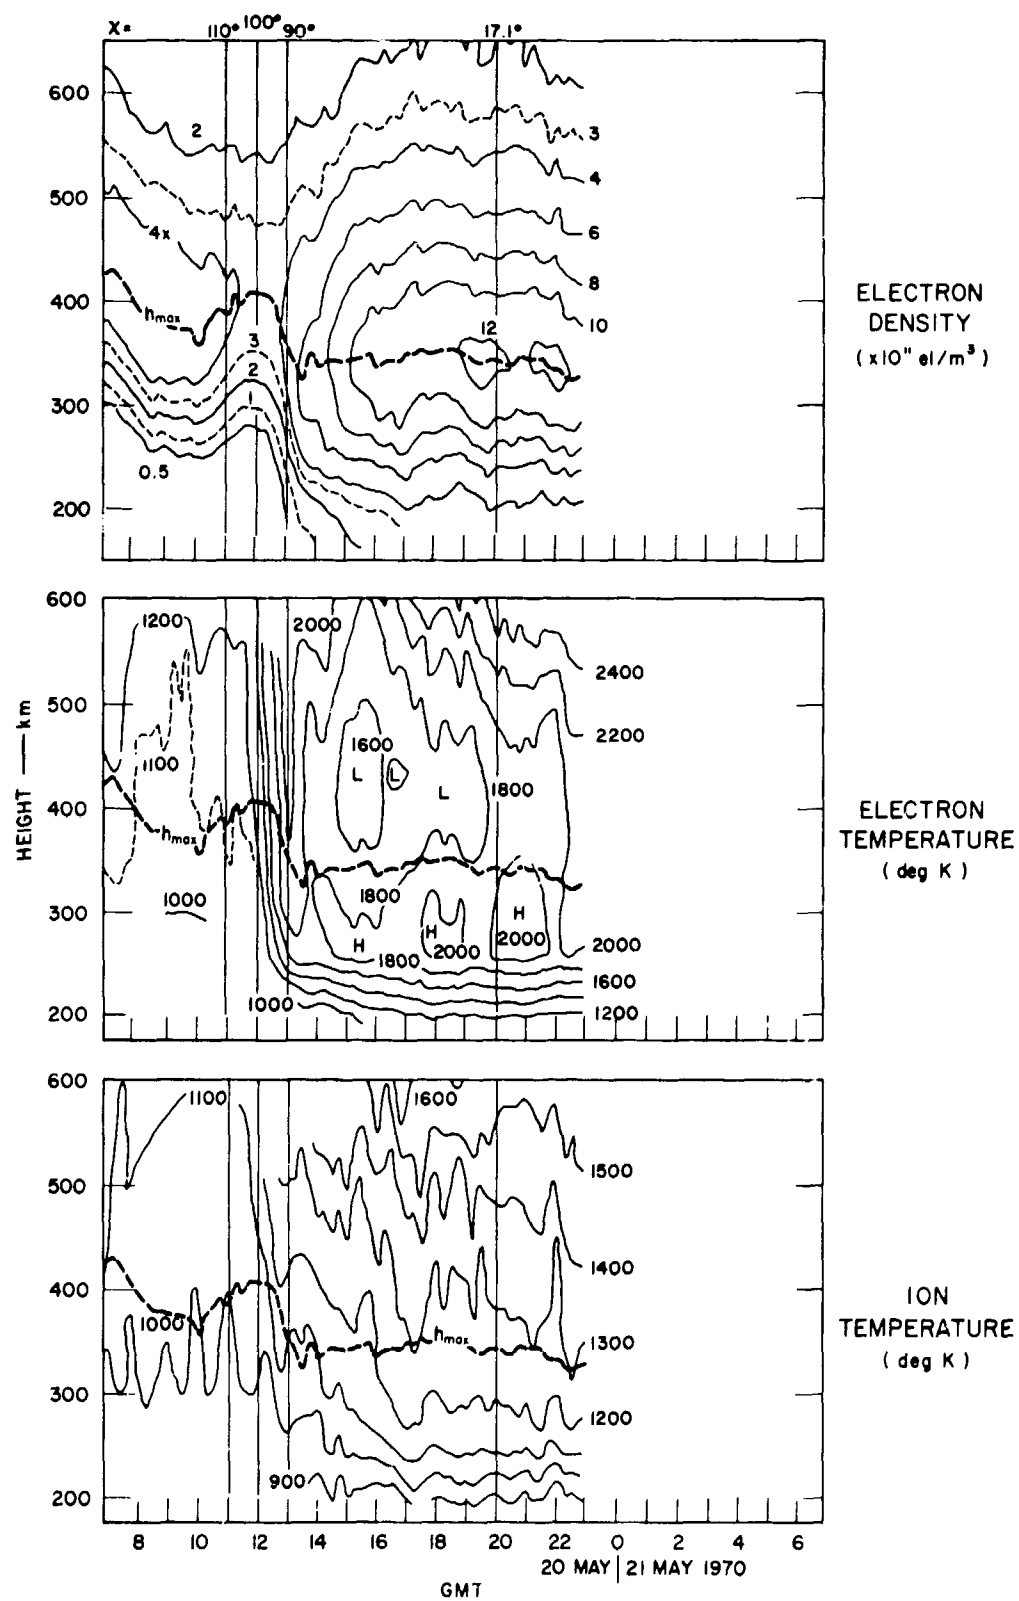 χ= 110° 100° 90° 17.1°
600
500
400
300
200
2
3
4x
4
6
8
10
12
hmax
3
2
1
0.5
ELECTRON
DENSITY
(x10¹¹ el/m³)
HEIGHT — km
600
500
400
300
200
1200
2000
2400
2200
1100
1600
L
L
L
1800
hmax
1800
1000
H
H
2000
H
2000
1800
2000
1600
1000
1200
ELECTRON
TEMPERATURE
(deg K)
600
500
400
300
200
1100
1600
1500
1400
1000
hmax
1300
1200
900
ION
TEMPERATURE
(deg K)
8 10 12 14 16 18 20 22 0 2 4 6
20 MAY | 21 MAY 1970
GMT